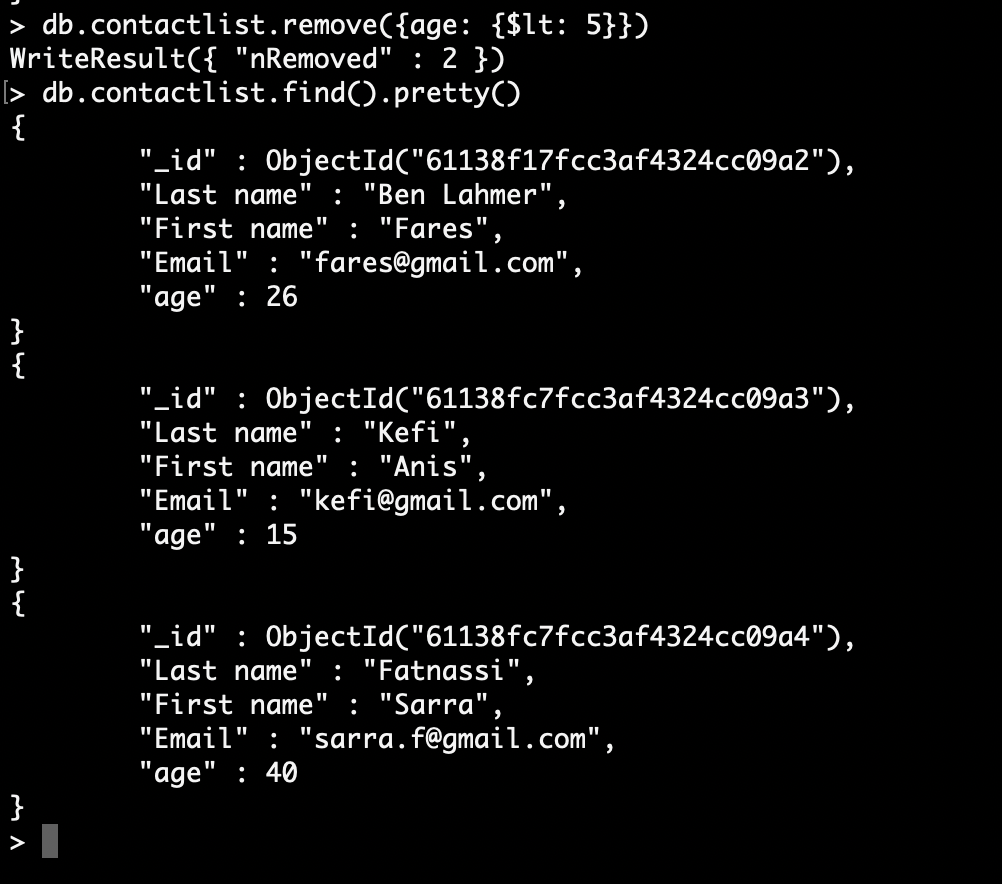 }
> db.contactlist.remove({age: {$lt: 5}})
WriteResult({ "nRemoved" : 2 })
[> db.contactlist.find().pretty()
{
"_id" : ObjectId("61138f17fcc3af4324cc09a2"),
"Last name" : "Ben Lahmer",
"First name" : "Fares",
"Email" : "fares@gmail.com",
"age" : 26
}
{
"_id" : ObjectId("61138fc7fcc3af4324cc09a3"),
"Last name" : "Kefi",
"First name" : "Anis",
"Email" : "kefi@gmail.com",
"age" : 15
}
{
"_id" : ObjectId("61138fc7fcc3af4324cc09a4"),
"Last name" : "Fatnassi",
"First name" : "Sarra",
"Email" : "sarra.f@gmail.com",
"age" : 40
}
>